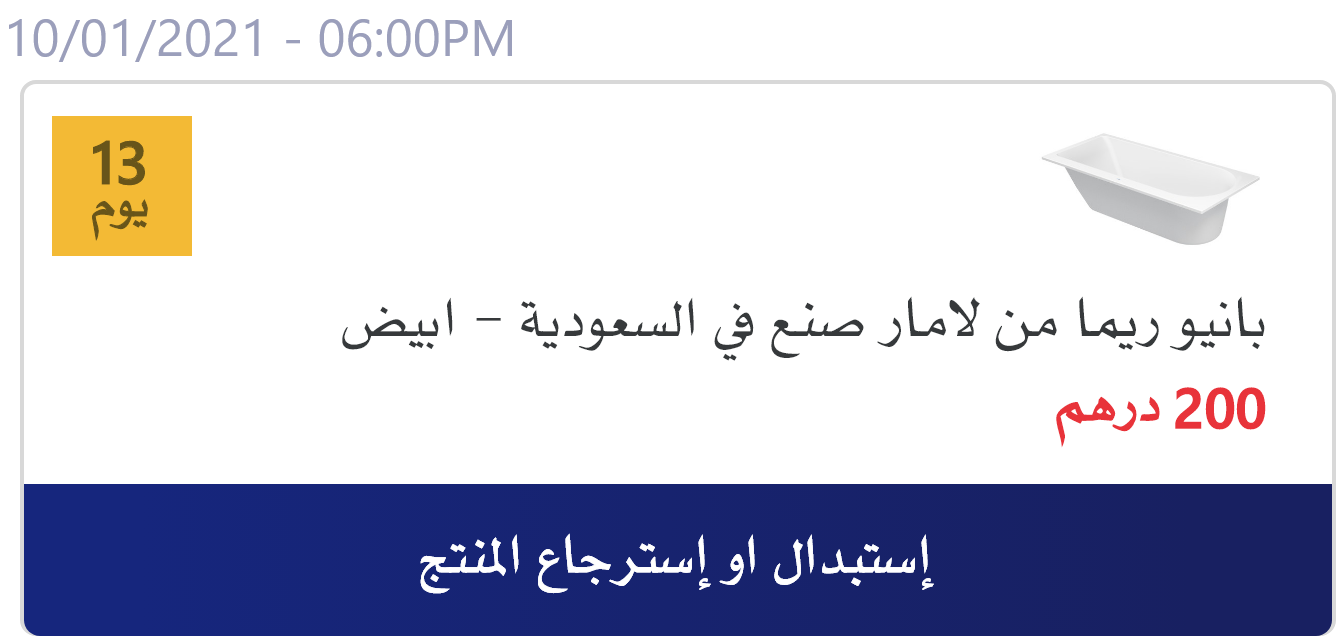 10/01/2021 - 06:00PM
13
يوم
بانيو ريما من لامار صنع في السعودية - ابيض
200 درهم
إستبدال او إسترجاع المنتج